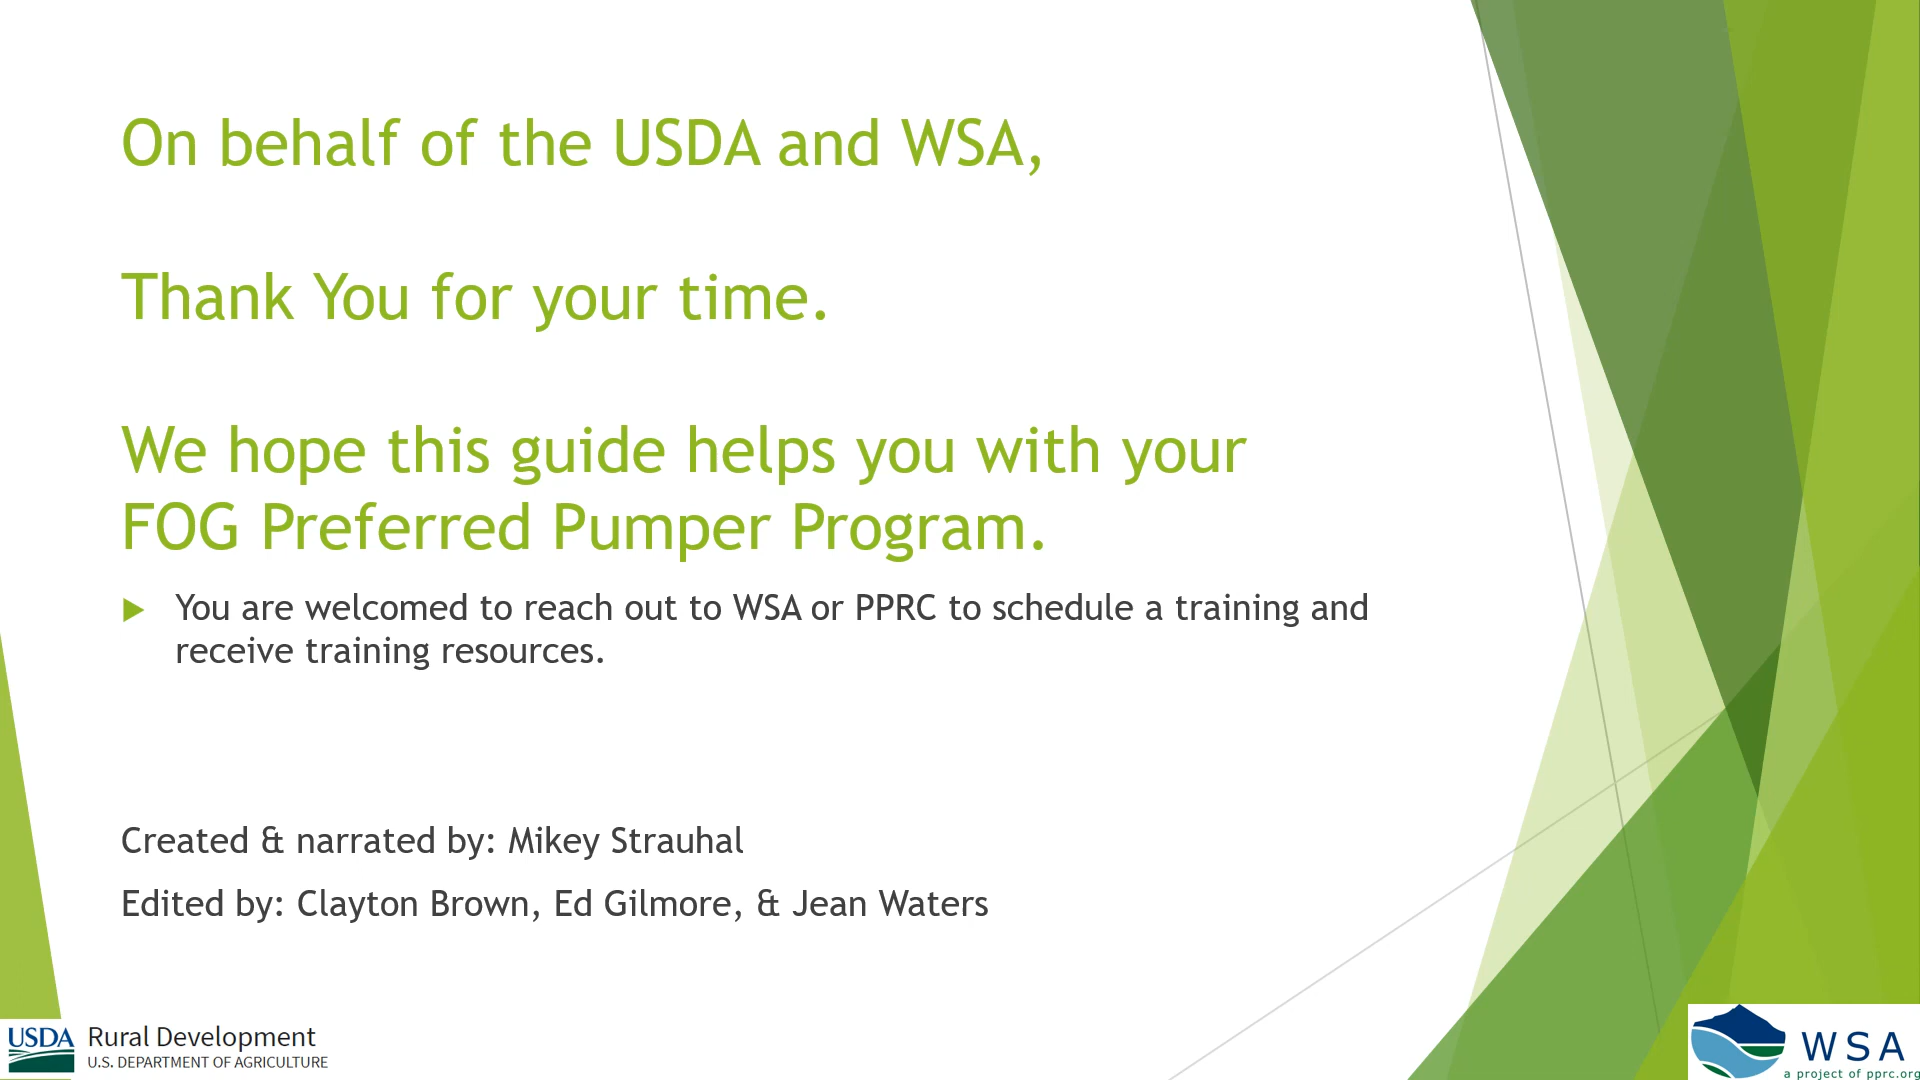 On behalf of the USDA and WSA,
Thank You for your time.
We hope this guide helps you with your
FOG Preferred Pumper Program.
You are welcomed to reach out to WSA or PPRC to schedule a training and
receive training resources.
Created & narrated by: Mikey Strauhal
Edited by: Clayton Brown, Ed Gilmore, & Jean Waters
USDA Rural Development
U.S. DEPARTMENT OF AGRICULTURE
WSA
a project of pprc.org